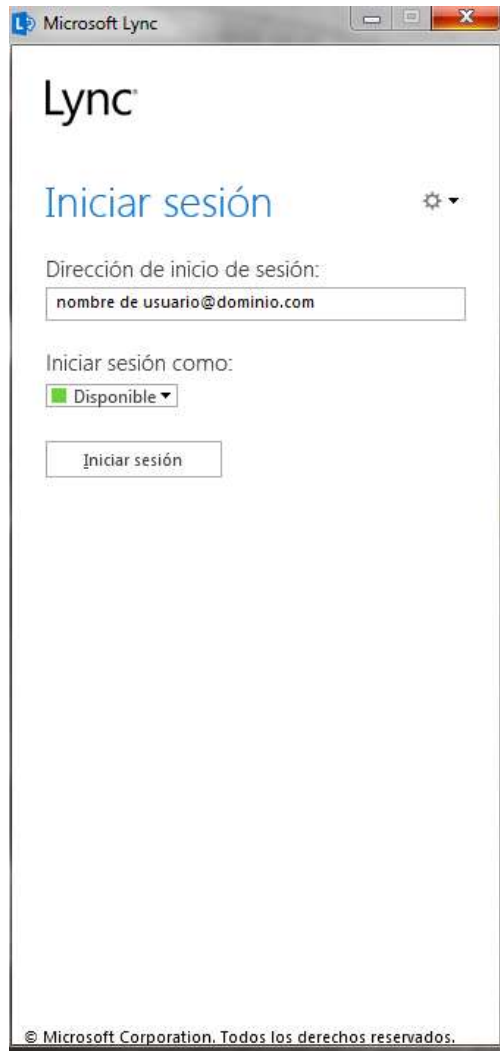 Microsoft Lync
Lync
Iniciar sesión
Dirección de inicio de sesión:
nombre de usuario@dominio.com
Iniciar sesión como:
Disponible
Iniciar sesión
© Microsoft Corporation. Todos los derechos reservados.